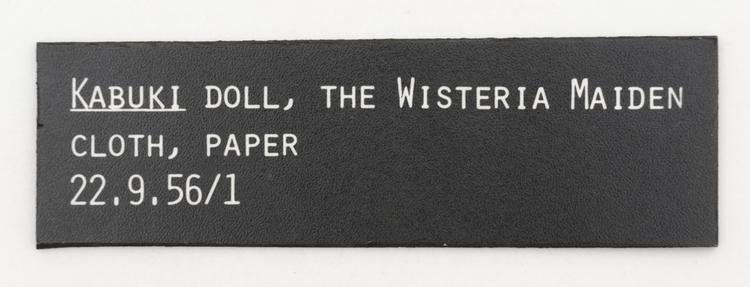 Kabuki doll, the Wisteria Maiden
cloth, paper
22.9.56/1